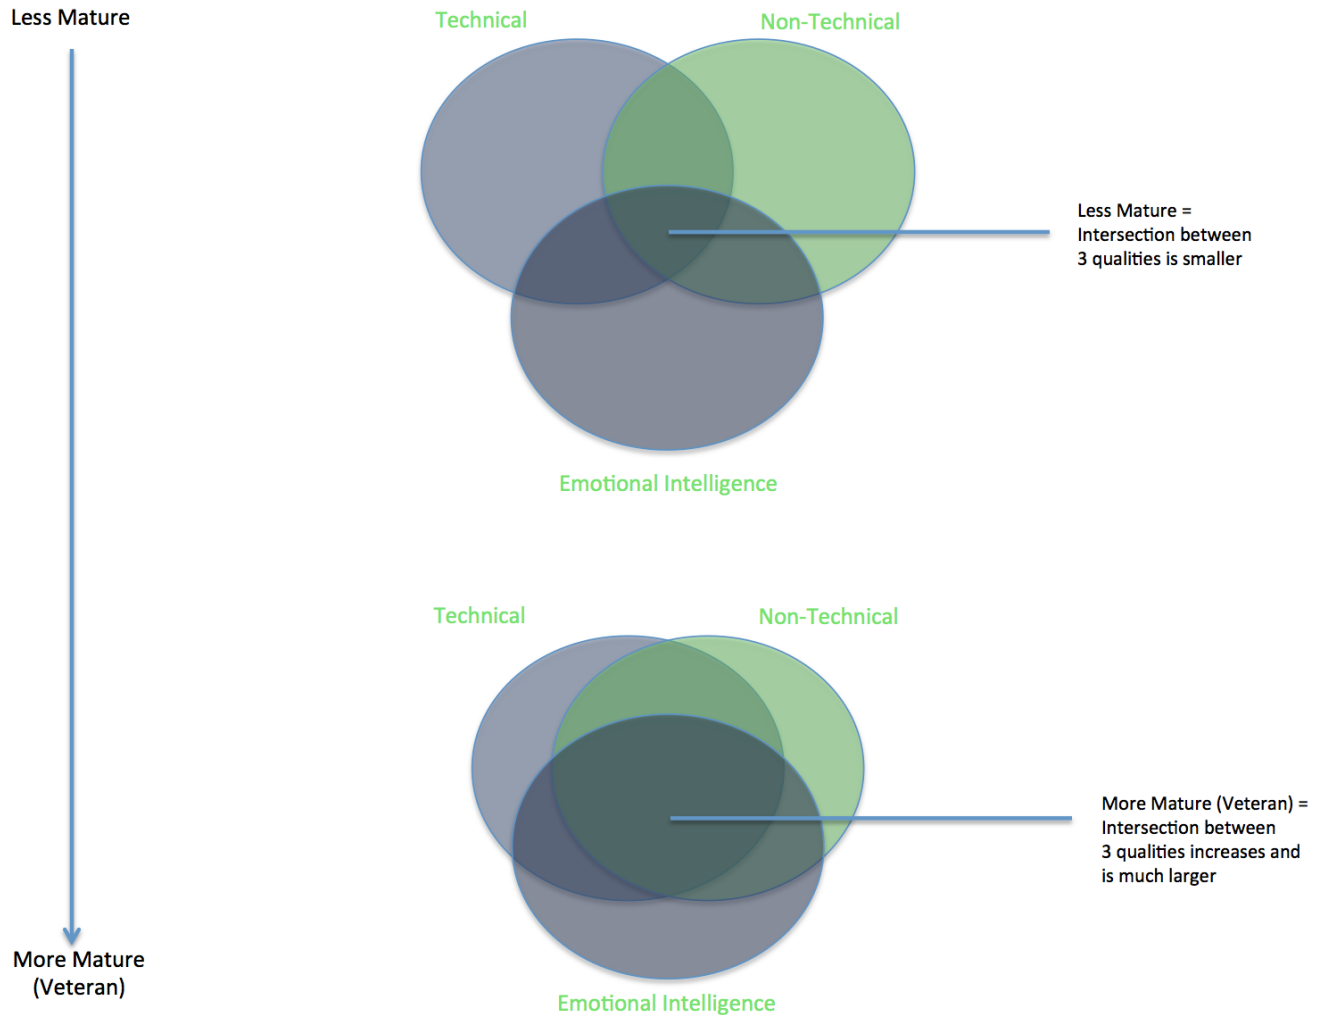 Less Mature
Technical
Non-Technical
Less Mature =
Intersection between
3 qualities is smaller
Emotional Intelligence
Technical
Non-Technical
More Mature (Veteran) =
Intersection between
3 qualities increases and
is much larger
More Mature
(Veteran)
Emotional Intelligence